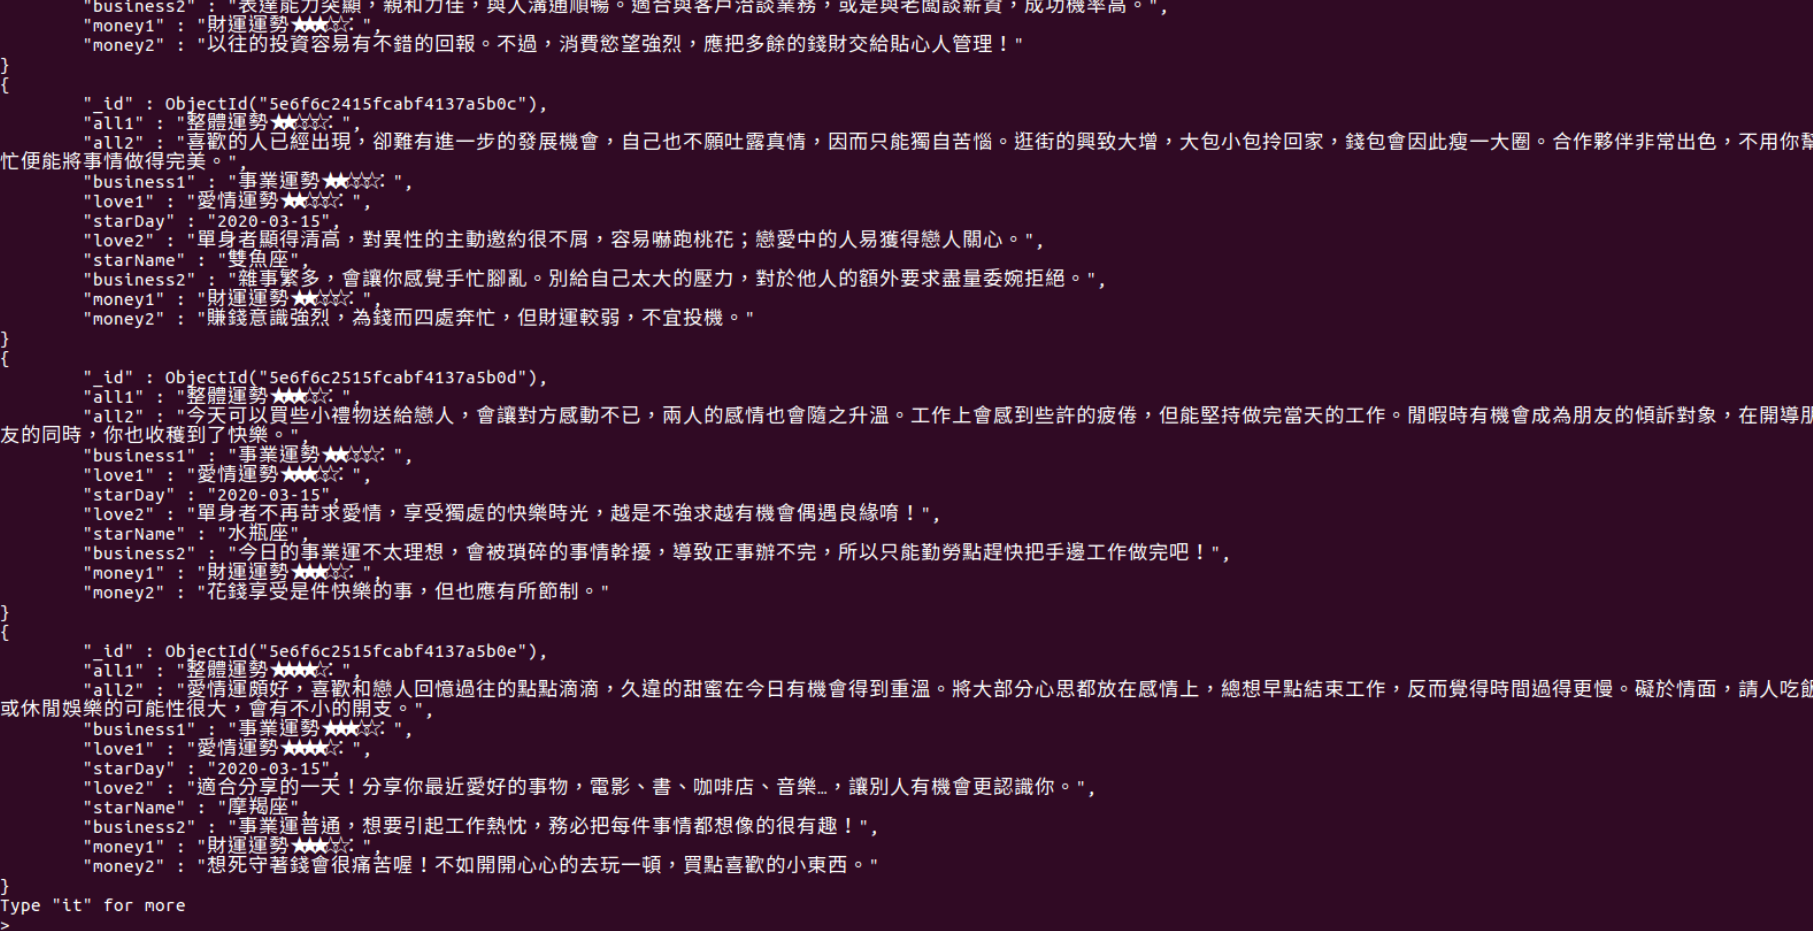 "business2" : "表達能力突顯，親和力佳，與人溝通順暢。適合與客戶洽談業務，或是與老闆談薪資，成功機率高。",
"money1" : "財運運勢★★★☆☆：",
"money2" : "以往的投資容易有不錯的回報。不過，消費慾望強烈，應把多餘的錢財交給貼心人管理！"
}
{
"_id" : ObjectId("5e6f6c2415fcabf4137a5b0c"),
"all1" : "整體運勢★★☆☆☆：",
"all2" : "喜歡的人已經出現，卻難有進一步的發展機會，自己也不願吐露真情，因而只能獨自苦惱。逛街的興致大增，大包小包拎回家，錢包會因此瘦一大圈。合作夥伴非常出色，不用你幫
忙便能將事情做得完美。",
"business1" : "事業運勢★★☆☆☆：",
"love1" : "愛情運勢★★☆☆☆：",
"starDay" : "2020-03-15",
"love2" : "單身者顯得清高，對異性的主動邀約很不屑，容易嚇跑桃花；戀愛中的人易獲得戀人關心。",
"starName" : "雙魚座",
"business2" : "雜事繁多，會讓你感覺手忙腳亂。別給自己太大的壓力，對於他人的額外要求盡量委婉拒絕。",
"money1" : "財運運勢★★☆☆☆：",
"money2" : "賺錢意識強烈，為錢而四處奔忙，但財運較弱，不宜投機。"
}
{
"_id" : ObjectId("5e6f6c2515fcabf4137a5b0d"),
"all1" : "整體運勢★★★☆☆：",
"all2" : "今天可以買些小禮物送給戀人，會讓對方感動不已，兩人的感情也會隨之升溫。工作上會感到些許的疲倦，但能堅持做完當天的工作。閒暇時有機會成為朋友的傾訴對象，在開導朋
友的同時，你也收穫到了快樂。",
"business1" : "事業運勢★★☆☆☆：",
"love1" : "愛情運勢★★★☆☆：",
"starDay" : "2020-03-15",
"love2" : "單身者不再苛求愛情，享受獨處的快樂時光，越是不強求越有機會偶遇良緣唷！",
"starName" : "水瓶座",
"business2" : "今日的事業運不太理想，會被瑣碎的事情幹擾，導致正事辦不完，所以只能勤勞點趕快把手邊工作做完吧！",
"money1" : "財運運勢★★★☆☆：",
"money2" : "花錢享受是件快樂的事，但也應有所節制。"
}
{
"_id" : ObjectId("5e6f6c2515fcabf4137a5b0e"),
"all1" : "整體運勢★★★★☆：",
"all2" : "愛情運頗好，喜歡和戀人回憶過往的點點滴滴，久違的甜蜜在今日有機會得到重溫。將大部分心思都放在感情上，總想早點結束工作，反而覺得時間過得更慢。礙於情面，請人吃飯
或休閒娛樂的可能性很大，會有不小的開支。",
"business1" : "事業運勢★★★☆☆：",
"love1" : "愛情運勢★★★★☆：",
"starDay" : "2020-03-15",
"love2" : "適合分享的一天！分享你最近愛好的事物，電影、書、咖啡店、音樂…，讓別人有機會更認識你。",
"starName" : "摩羯座",
"business2" : "事業運普通，想要引起工作熱忱，務必把每件事情都想像的很有趣！",
"money1" : "財運運勢★★★☆☆：",
"money2" : "想死守著錢會很痛苦喔！不如開開心心的去玩一頓，買點喜歡的小東西。"
}
Type "it" for more
>